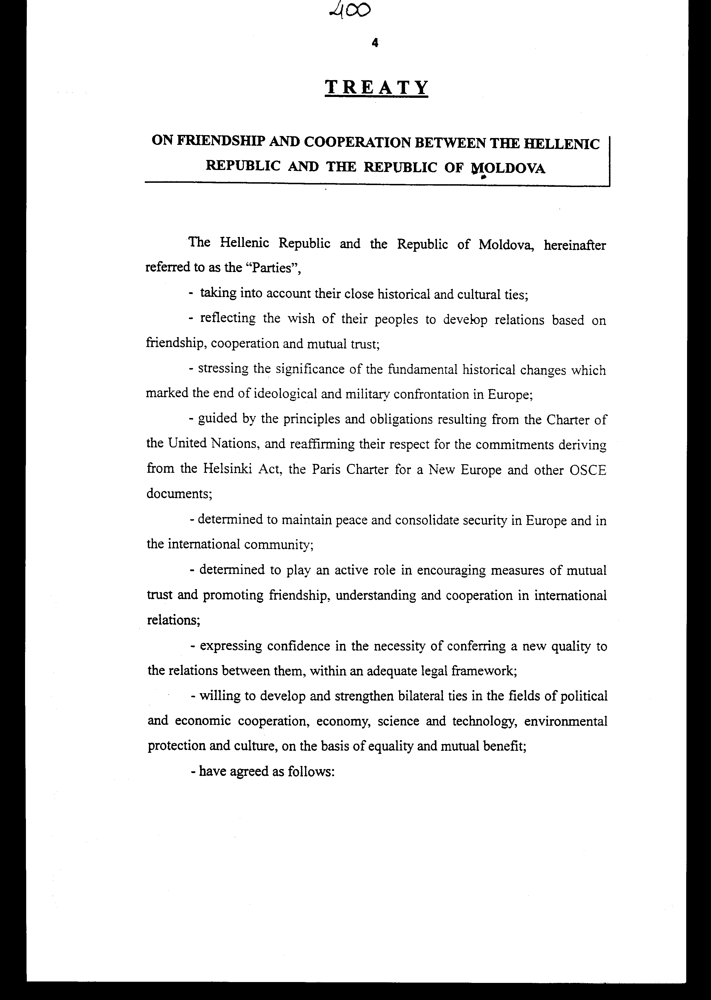 400
4
TREATY
ON FRIENDSHIP AND COOPERATION BETWEEN THE HELLENIC
REPUBLIC AND THE REPUBLIC OF MOLDOVA
The Hellenic Republic and the Republic of Moldova, hereinafter
referred to as the “Parties”,
- taking into account their close historical and cultural ties;
- reflecting the wish of their peoples to develop relations based on
friendship, cooperation and mutual trust;
- stressing the significance of the fundamental historical changes which
marked the end of ideological and military confrontation in Europe;
- guided by the principles and obligations resulting from the Charter of
the United Nations, and reaffirming their respect for the commitments deriving
from the Helsinki Act, the Paris Charter for a New Europe and other OSCE
documents;
- determined to maintain peace and consolidate security in Europe and in
the international community;
- determined to play an active role in encouraging measures of mutual
trust and promoting friendship, understanding and cooperation in international
relations;
- expressing confidence in the necessity of conferring a new quality to
the relations between them, within an adequate legal framework;
- willing to develop and strengthen bilateral ties in the fields of political
and economic cooperation, economy, science and technology, environmental
protection and culture, on the basis of equality and mutual benefit;
- have agreed as follows: